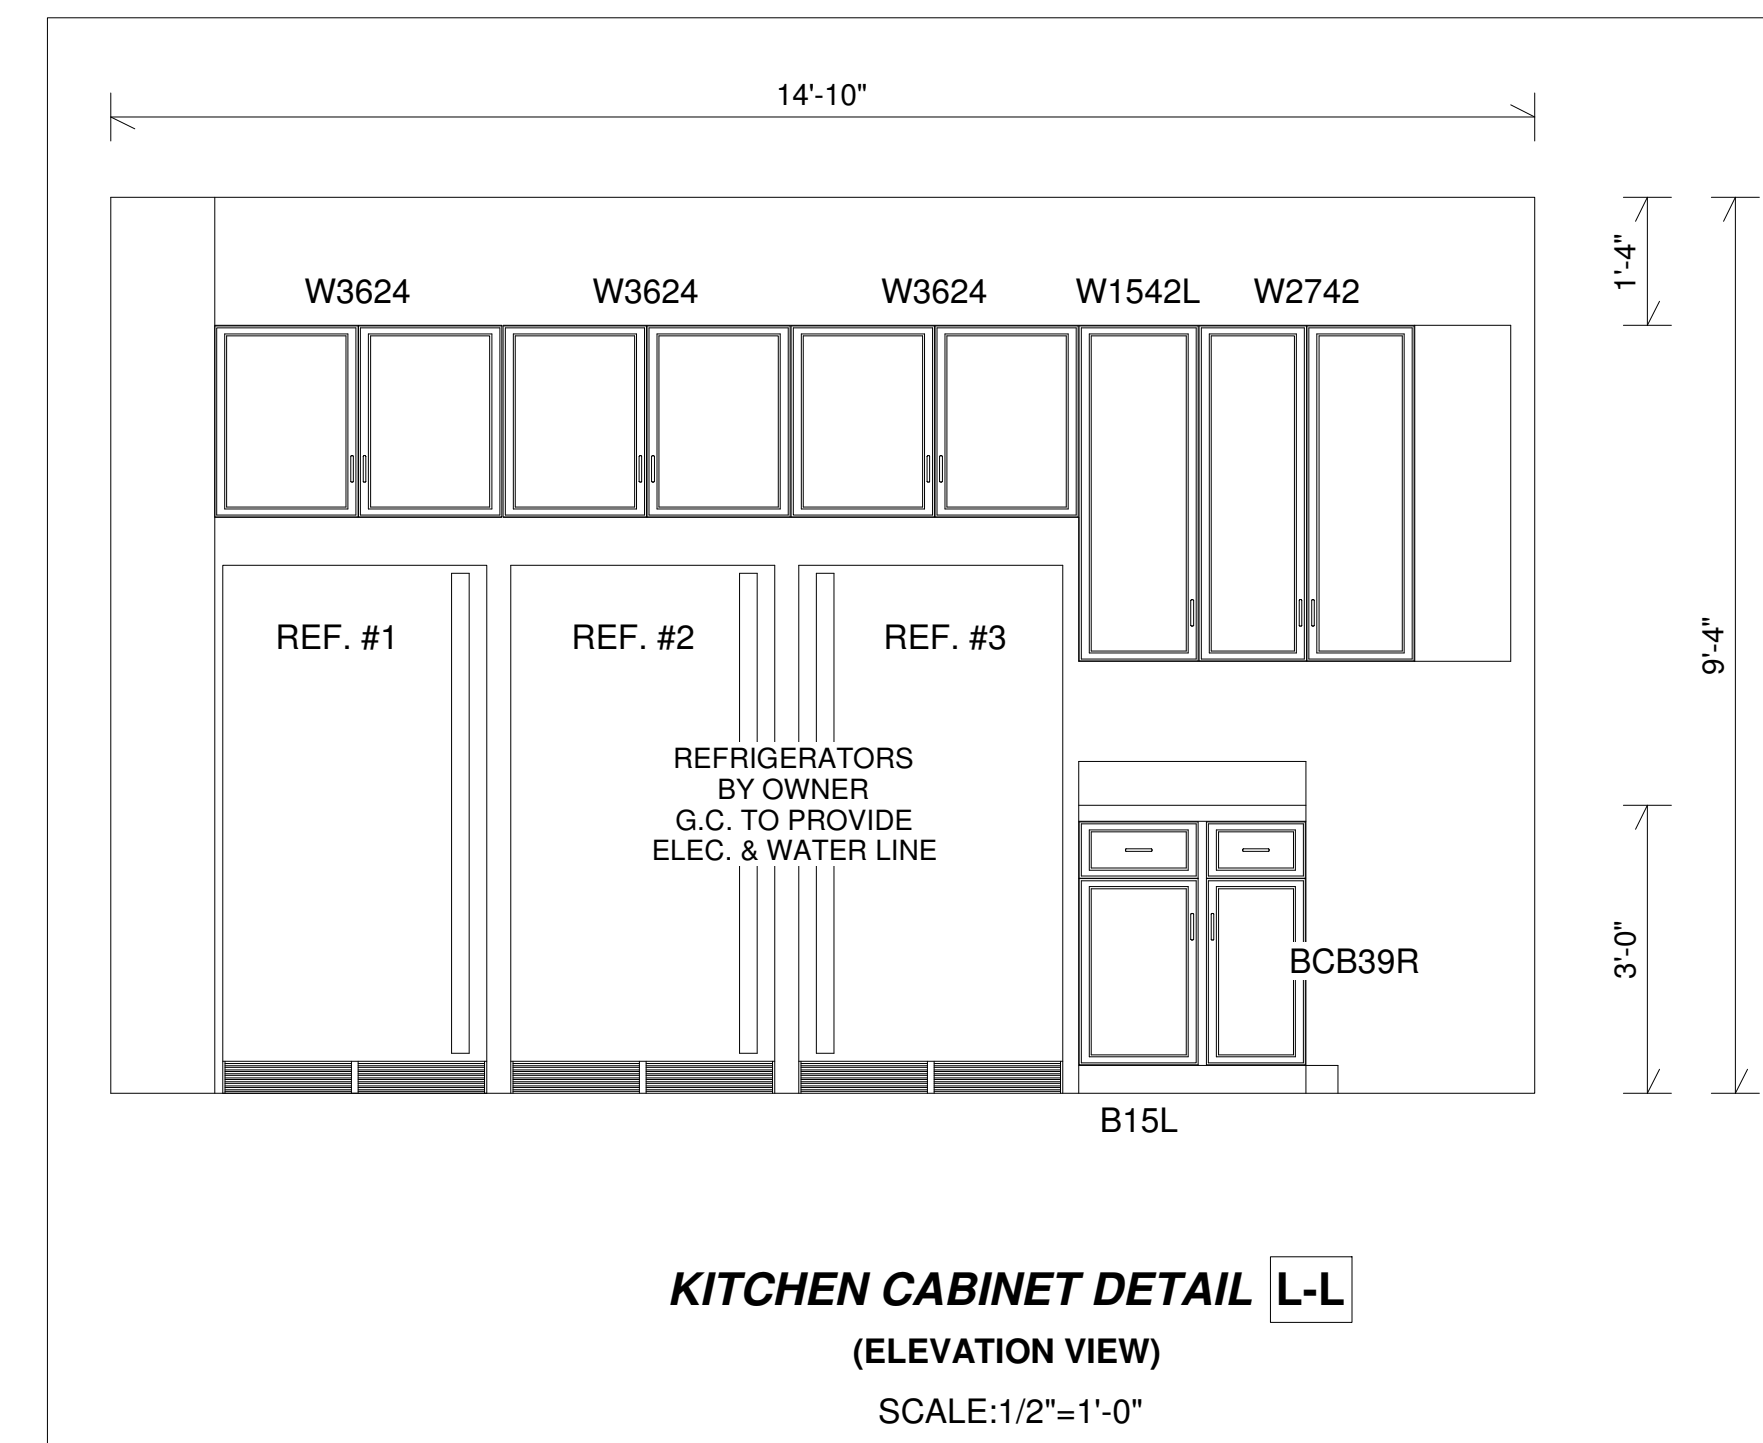 14'-10"
1'-4"
W3624 W3624 W3624 W1542L W2742
REF. #1 REF. #2 REF. #3
9'-4"
REFRIGERATORS
BY OWNER
G.C. TO PROVIDE
ELEC. & WATER LINE
3'-0"
BCB39R
B15L
KITCHEN CABINET DETAIL L-L
(ELEVATION VIEW)
SCALE:1/2"=1'-0"